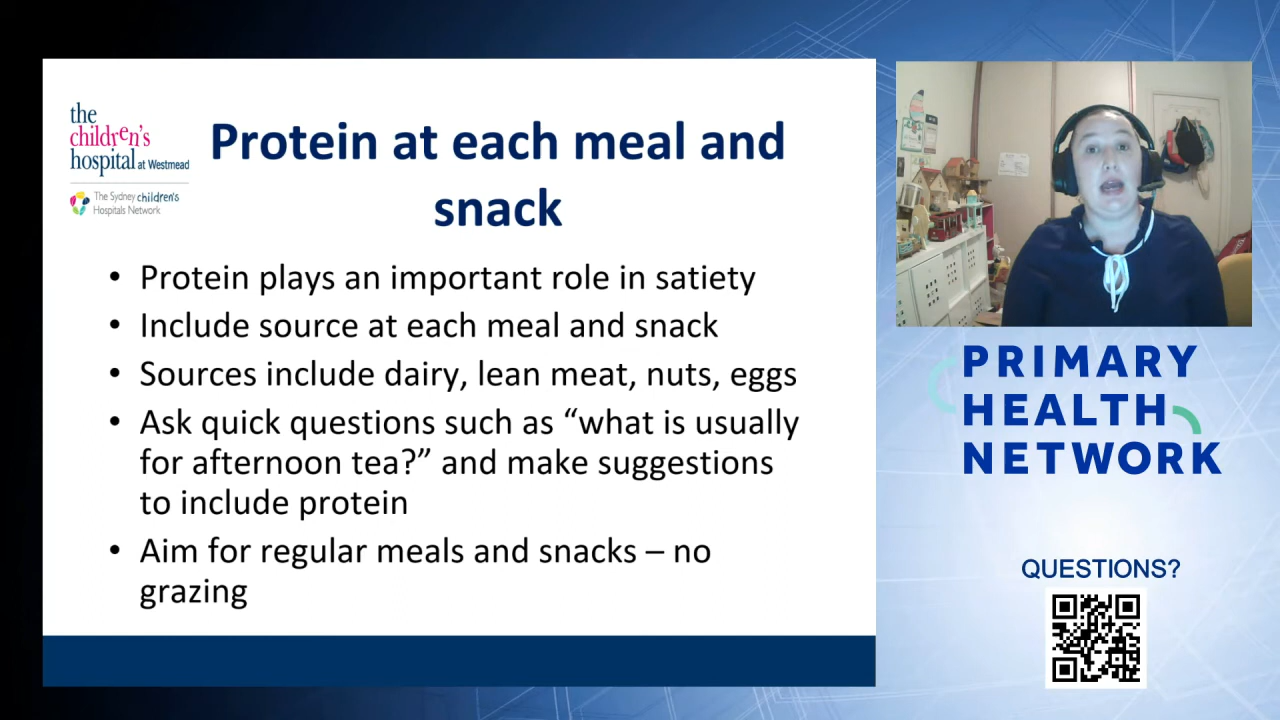 the
children's
hospital at Westmead
The Sydney children's
Hospitals Network
Protein at each meal and
snack
• Protein plays an important role in satiety
• Include source at each meal and snack
• Sources include dairy, lean meat, nuts, eggs
• Ask quick questions such as “what is usually
for afternoon tea?” and make suggestions
to include protein
• Aim for regular meals and snacks – no
grazing
PRIMARY
HEALTH
NETWORK
QUESTIONS?